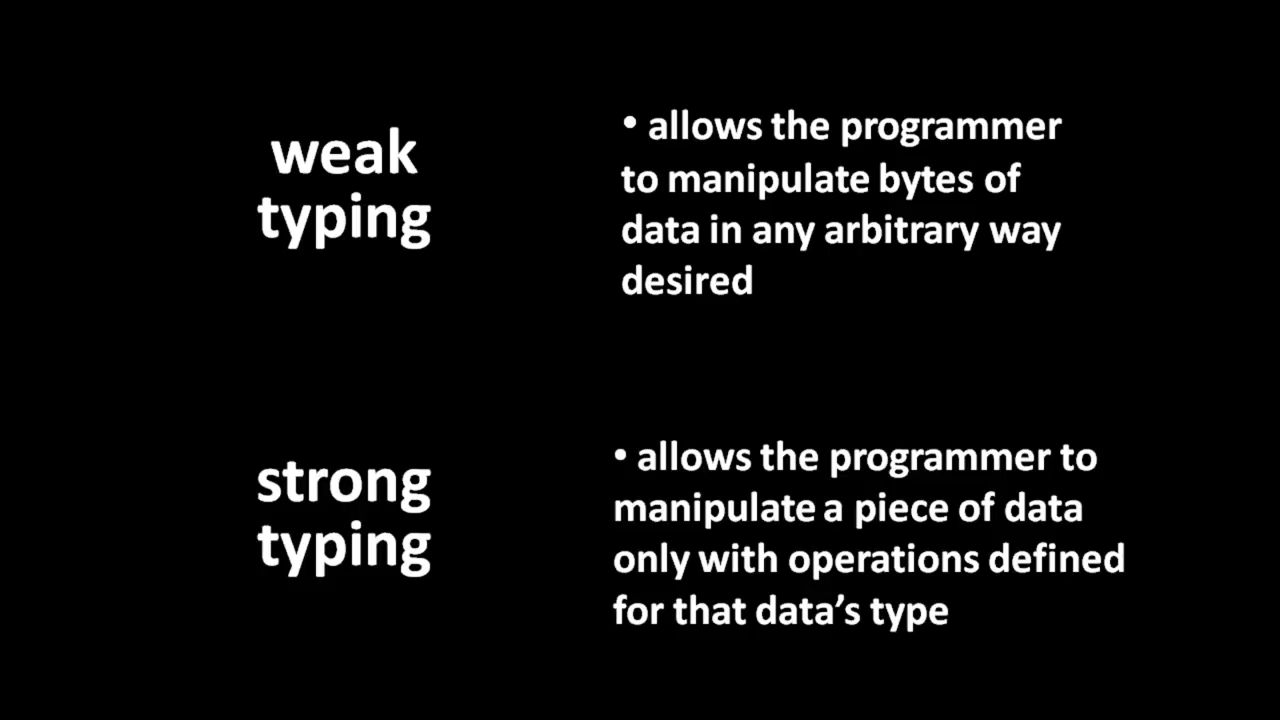 weak
typing
• allows the programmer
to manipulate bytes of
data in any arbitrary way
desired
strong
typing
• allows the programmer to
manipulate a piece of data
only with operations defined
for that data’s type